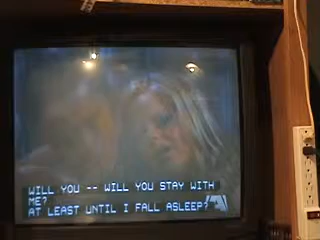 WILL YOU -- WILL YOU STAY WITH
ME?
AT LEAST UNTIL I FALL ASLEEP?